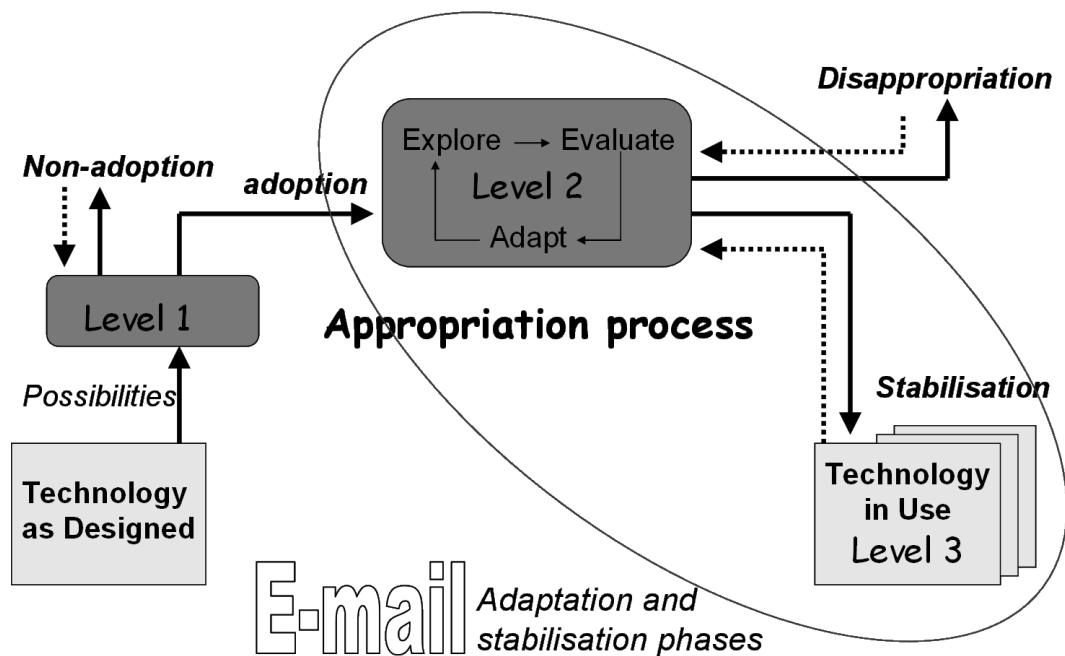 Disappropriation
Explore
Evaluate
Level 2
Adapt
Non-adoption
adoption
Level 1
Appropriation process
Possibilities
Stabilisation
Technology
as Designed
Technology
in Use
Level 3
E-mail
Adaptation and
stabilisation phases